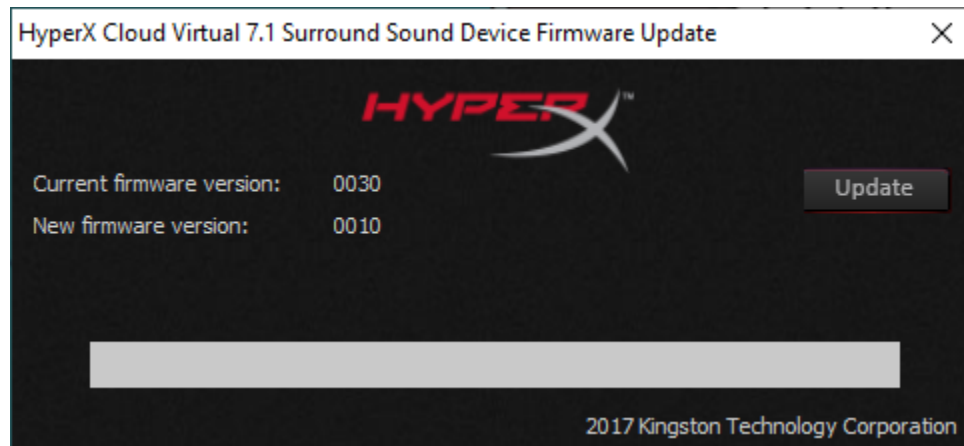 HyperX Cloud Virtual 7.1 Surround Sound Device Firmware Update
HYPERX™
Current firmware version: 0030
Update
New firmware version: 0010
2017 Kingston Technology Corporation